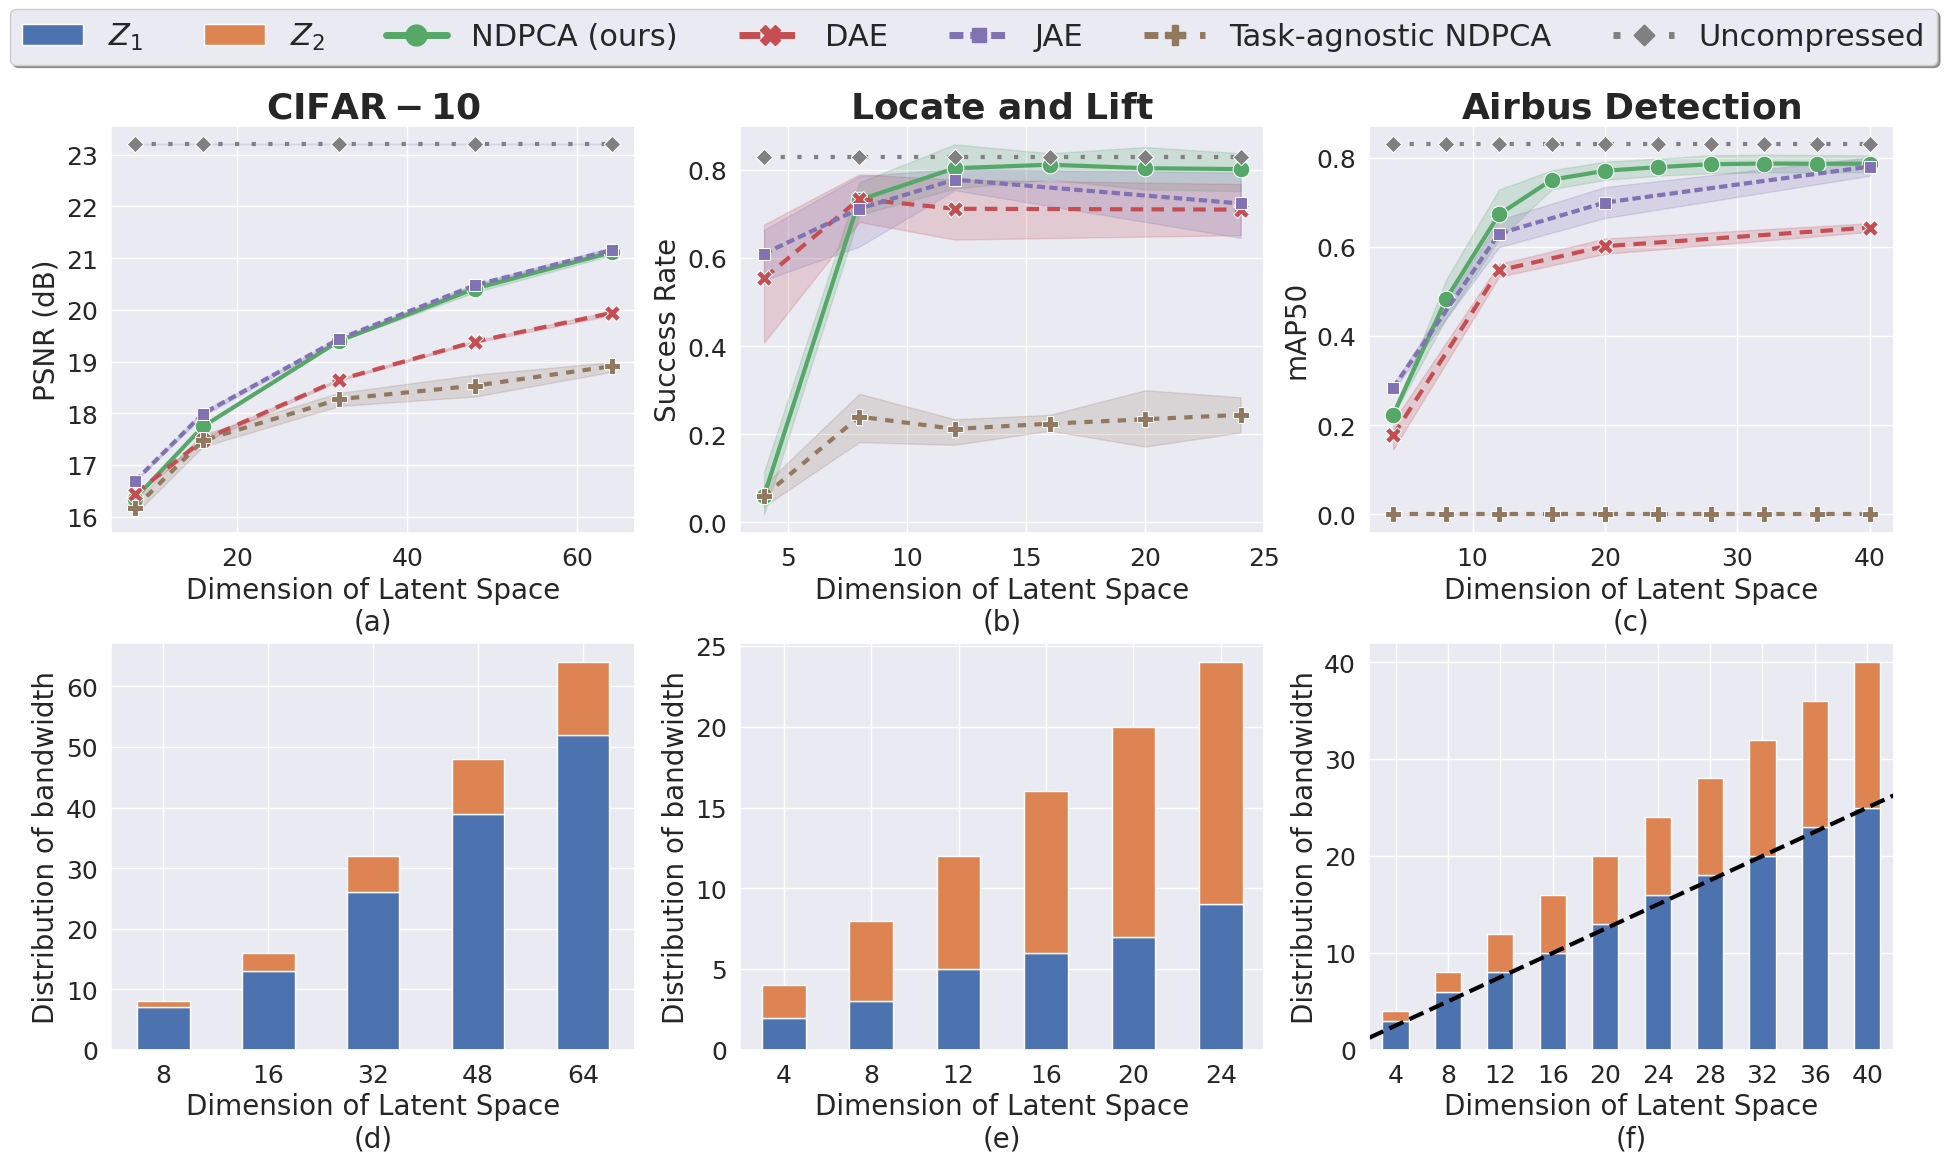 Z1 Z2 NDPCA (ours) DAE JAE Task-agnostic NDPCA Uncompressed
CIFAR − 10
23
22
21
20
19
18
17
16
PSNR (dB)
20 40 60
Dimension of Latent Space
(a)
Locate and Lift
0.8
0.6
0.4
0.2
0.0
Success Rate
5 10 15 20 25
Dimension of Latent Space
(b)
Airbus Detection
0.8
0.6
0.4
0.2
0.0
mAP50
10 20 30 40
Dimension of Latent Space
(c)
60
50
40
30
20
10
0
Distribution of bandwidth
8 16 32 48 64
Dimension of Latent Space
(d)
25
20
15
10
5
0
Distribution of bandwidth
4 8 12 16 20 24
Dimension of Latent Space
(e)
40
30
20
10
0
Distribution of bandwidth
4 8 12 16 20 24 28 32 36 40
Dimension of Latent Space
(f)